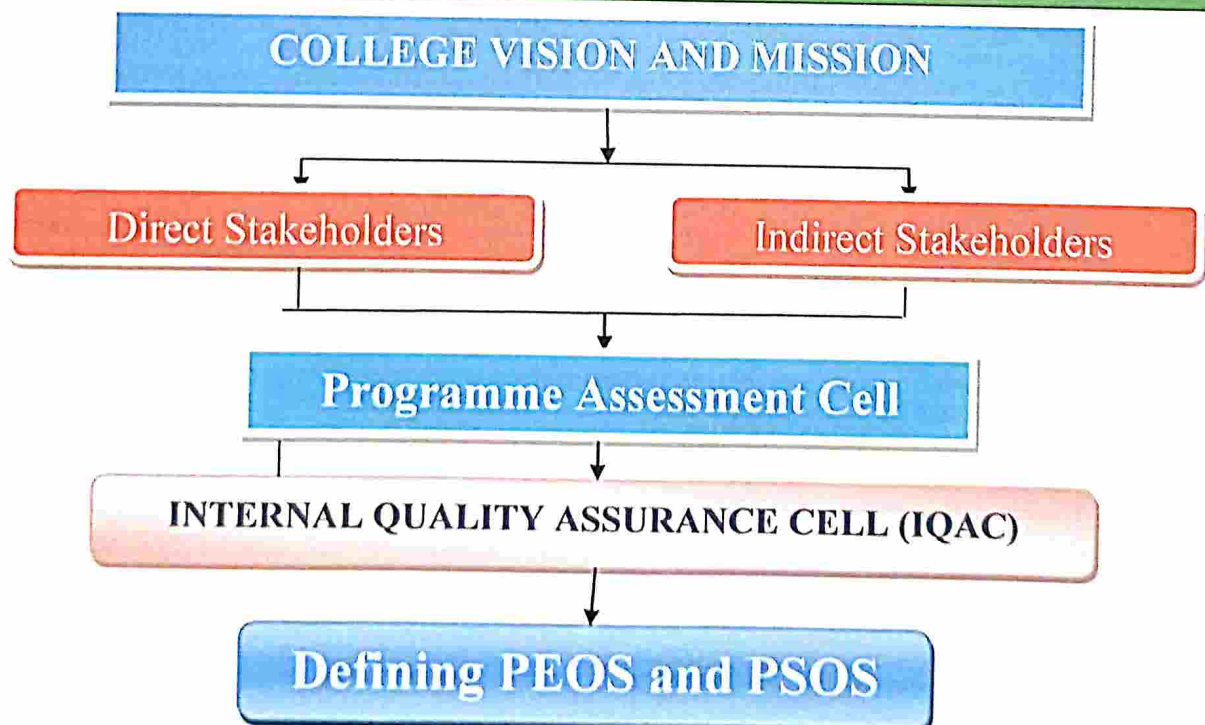 COLLEGE VISION AND MISSION
Direct Stakeholders
Indirect Stakeholders
Programme Assessment Cell
INTERNAL QUALITY ASSURANCE CELL (IQAC)
Defining PEOS and PSOS